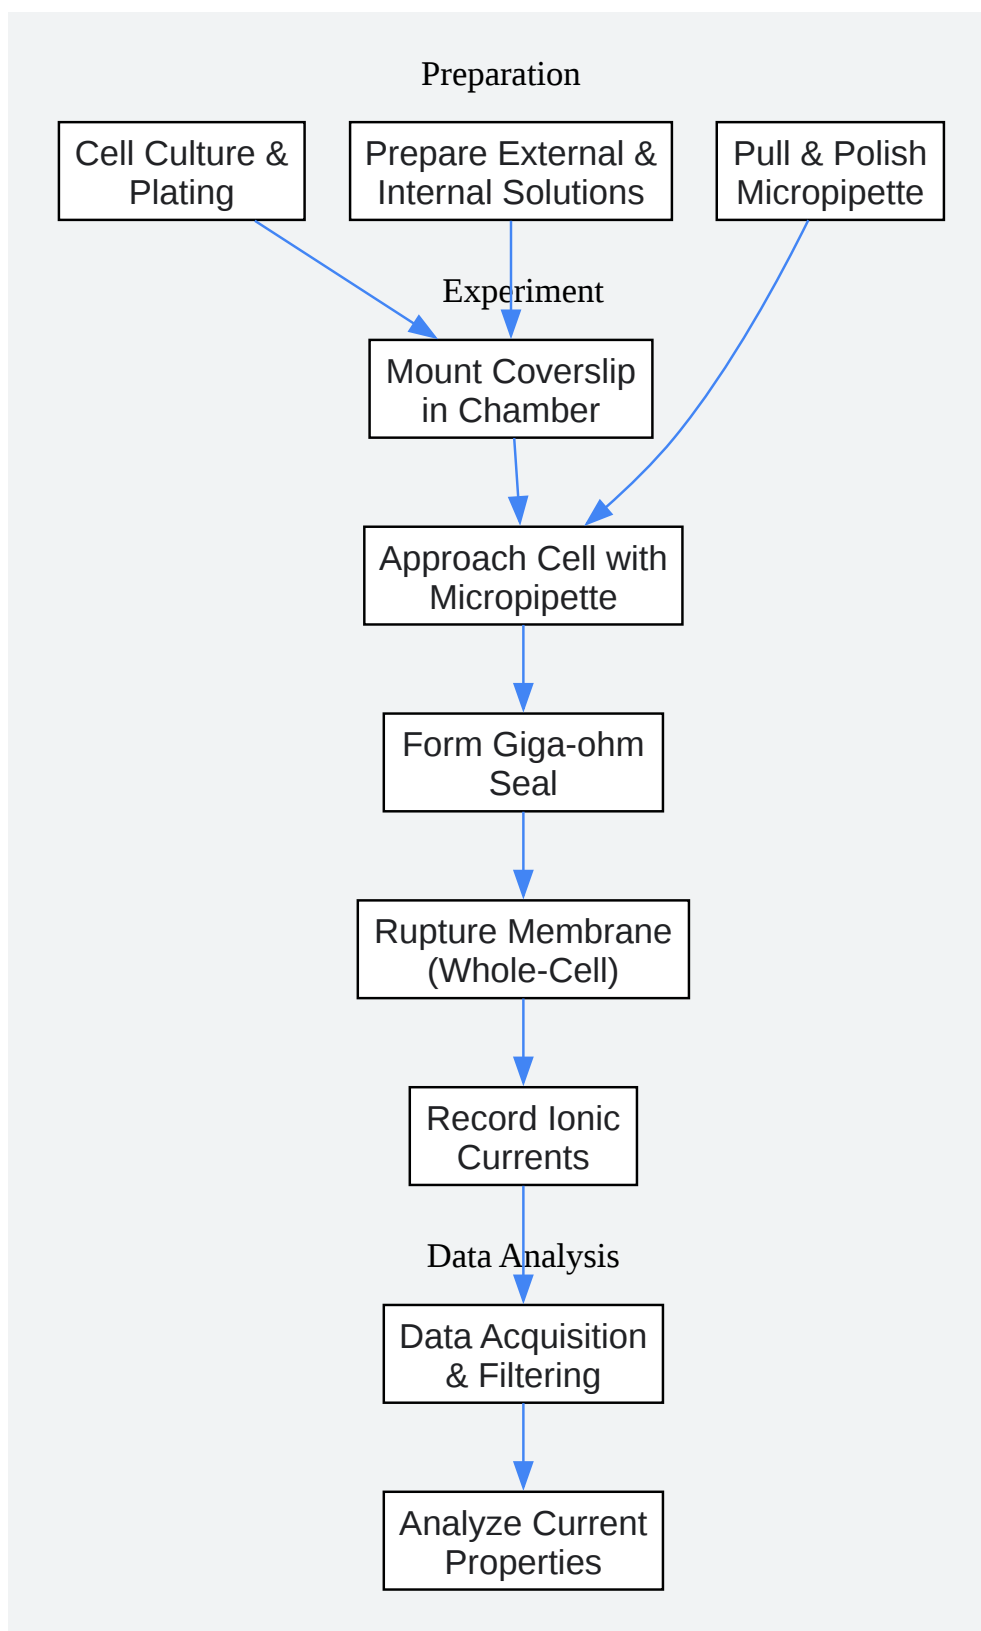 Preparation
Cell Culture &
Plating
Prepare External &
Internal Solutions
Pull & Polish
Micropipette
Experiment
Mount Coverslip
in Chamber
Approach Cell with
Micropipette
Form Giga-ohm
Seal
Rupture Membrane
(Whole-Cell)
Record Ionic
Currents
Data Analysis
Data Acquisition
& Filtering
Analyze Current
Properties